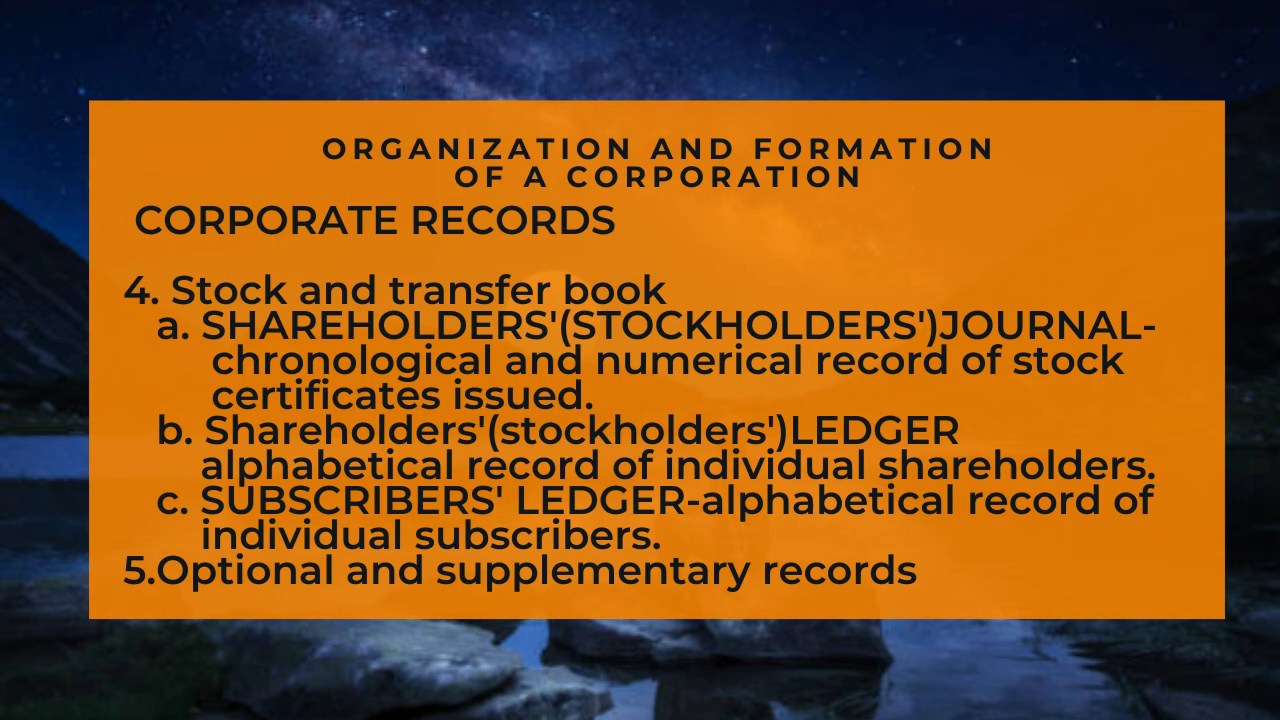 ORGANIZATION AND FORMATION
OF A CORPORATION
CORPORATE RECORDS
4. Stock and transfer book
a. SHAREHOLDERS'(STOCKHOLDERS')JOURNAL-
chronological and numerical record of stock
certificates issued.
b. Shareholders'(stockholders')LEDGER
alphabetical record of individual shareholders.
c. SUBSCRIBERS' LEDGER-alphabetical record of
individual subscribers.
5.Optional and supplementary records